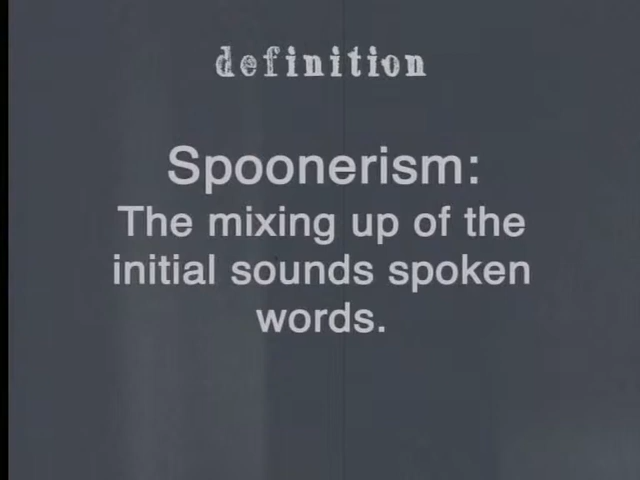 definition
Spoonerism:
The mixing up of the
initial sounds spoken
words.